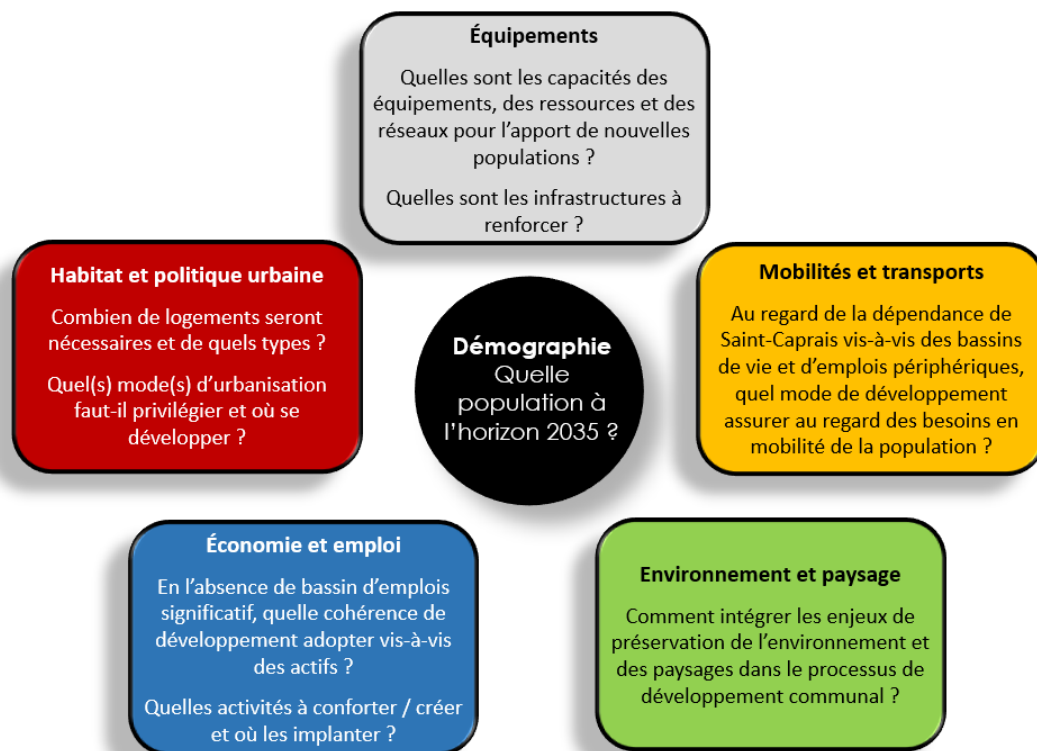 Équipements
Quelles sont les capacités des
équipements, des ressources et des
réseaux pour l’apport de nouvelles
populations ?
Quelles sont les infrastructures à
renforcer ?
Habitat et politique urbaine
Combien de logements seront
nécessaires et de quels types ?
Quel(s) mode(s) d’urbanisation
faut-il privilégier et où se
développer ?
Démographie
Quelle
population à
l’horizon 2035 ?
Mobilités et transports
Au regard de la dépendance de
Saint-Caprais vis-à-vis des bassins
de vie et d’emplois périphériques,
quel mode de développement
assurer au regard des besoins en
mobilité de la population ?
Économie et emploi
En l’absence de bassin d’emplois
significatif, quelle cohérence de
développement adopter vis-à-vis
des actifs ?
Quelles activités à conforter / créer
et où les implanter ?
Environnement et paysage
Comment intégrer les enjeux de
préservation de l’environnement et
des paysages dans le processus de
développement communal ?